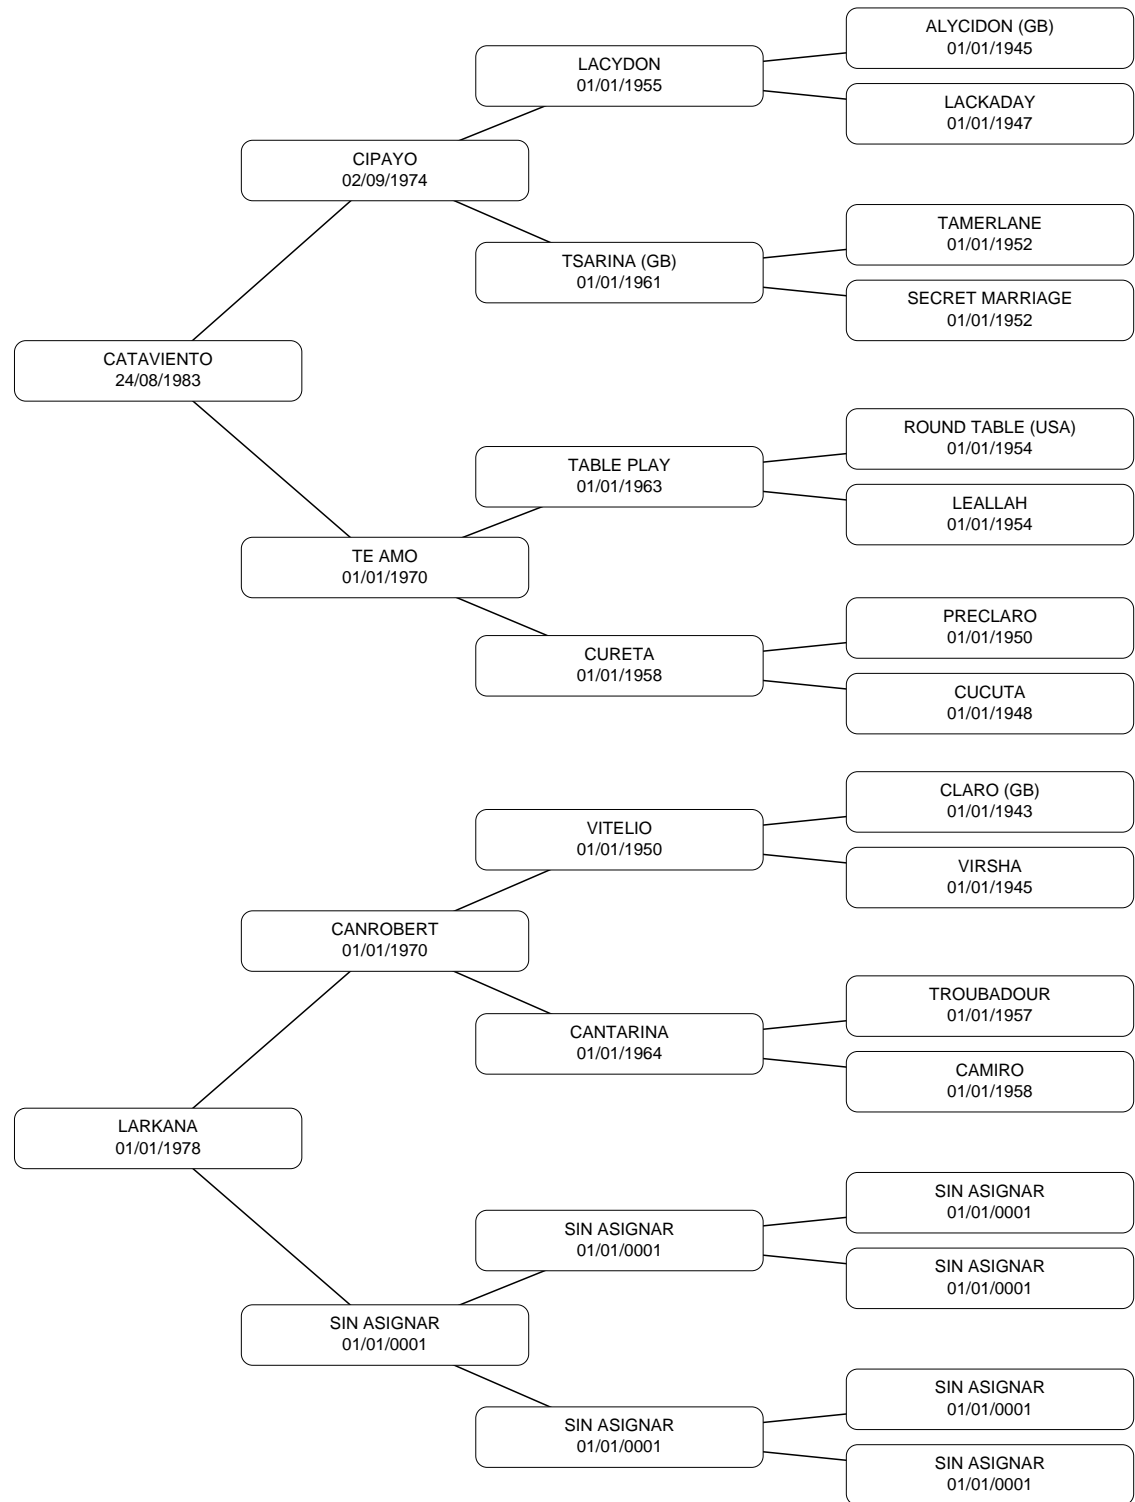 ALYCIDON (GB)
01/01/1945
LACYDON
01/01/1955
LACKADAY
01/01/1947
CIPAYO
02/09/1974
TAMERLANE
01/01/1952
TSARINA (GB)
01/01/1961
SECRET MARRIAGE
01/01/1952
CATAVIENTO
24/08/1983
ROUND TABLE (USA)
01/01/1954
TABLE PLAY
01/01/1963
LEALLAH
01/01/1954
TE AMO
01/01/1970
PRECLARO
01/01/1950
CURETA
01/01/1958
CUCUTA
01/01/1948
CLARO (GB)
01/01/1943
VITELIO
01/01/1950
VIRSHA
01/01/1945
CANROBERT
01/01/1970
TROUBADOUR
01/01/1957
CANTARINA
01/01/1964
CAMIRO
01/01/1958
LARKANA
01/01/1978
SIN ASIGNAR
01/01/0001
SIN ASIGNAR
01/01/0001
SIN ASIGNAR
01/01/0001
SIN ASIGNAR
01/01/0001
SIN ASIGNAR
01/01/0001
SIN ASIGNAR
01/01/0001
SIN ASIGNAR
01/01/0001